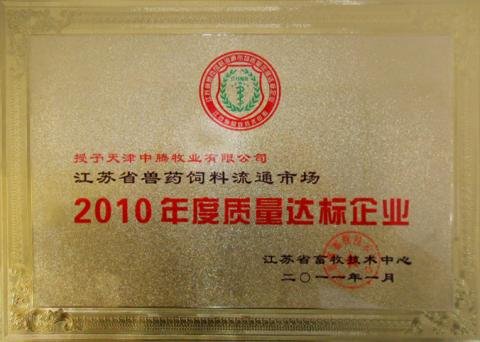 授予天津中腾牧业有限公司
江苏省兽药饲料流通市场
2010年度质量达标企业
江苏省畜牧技术中心
二〇一一年一月